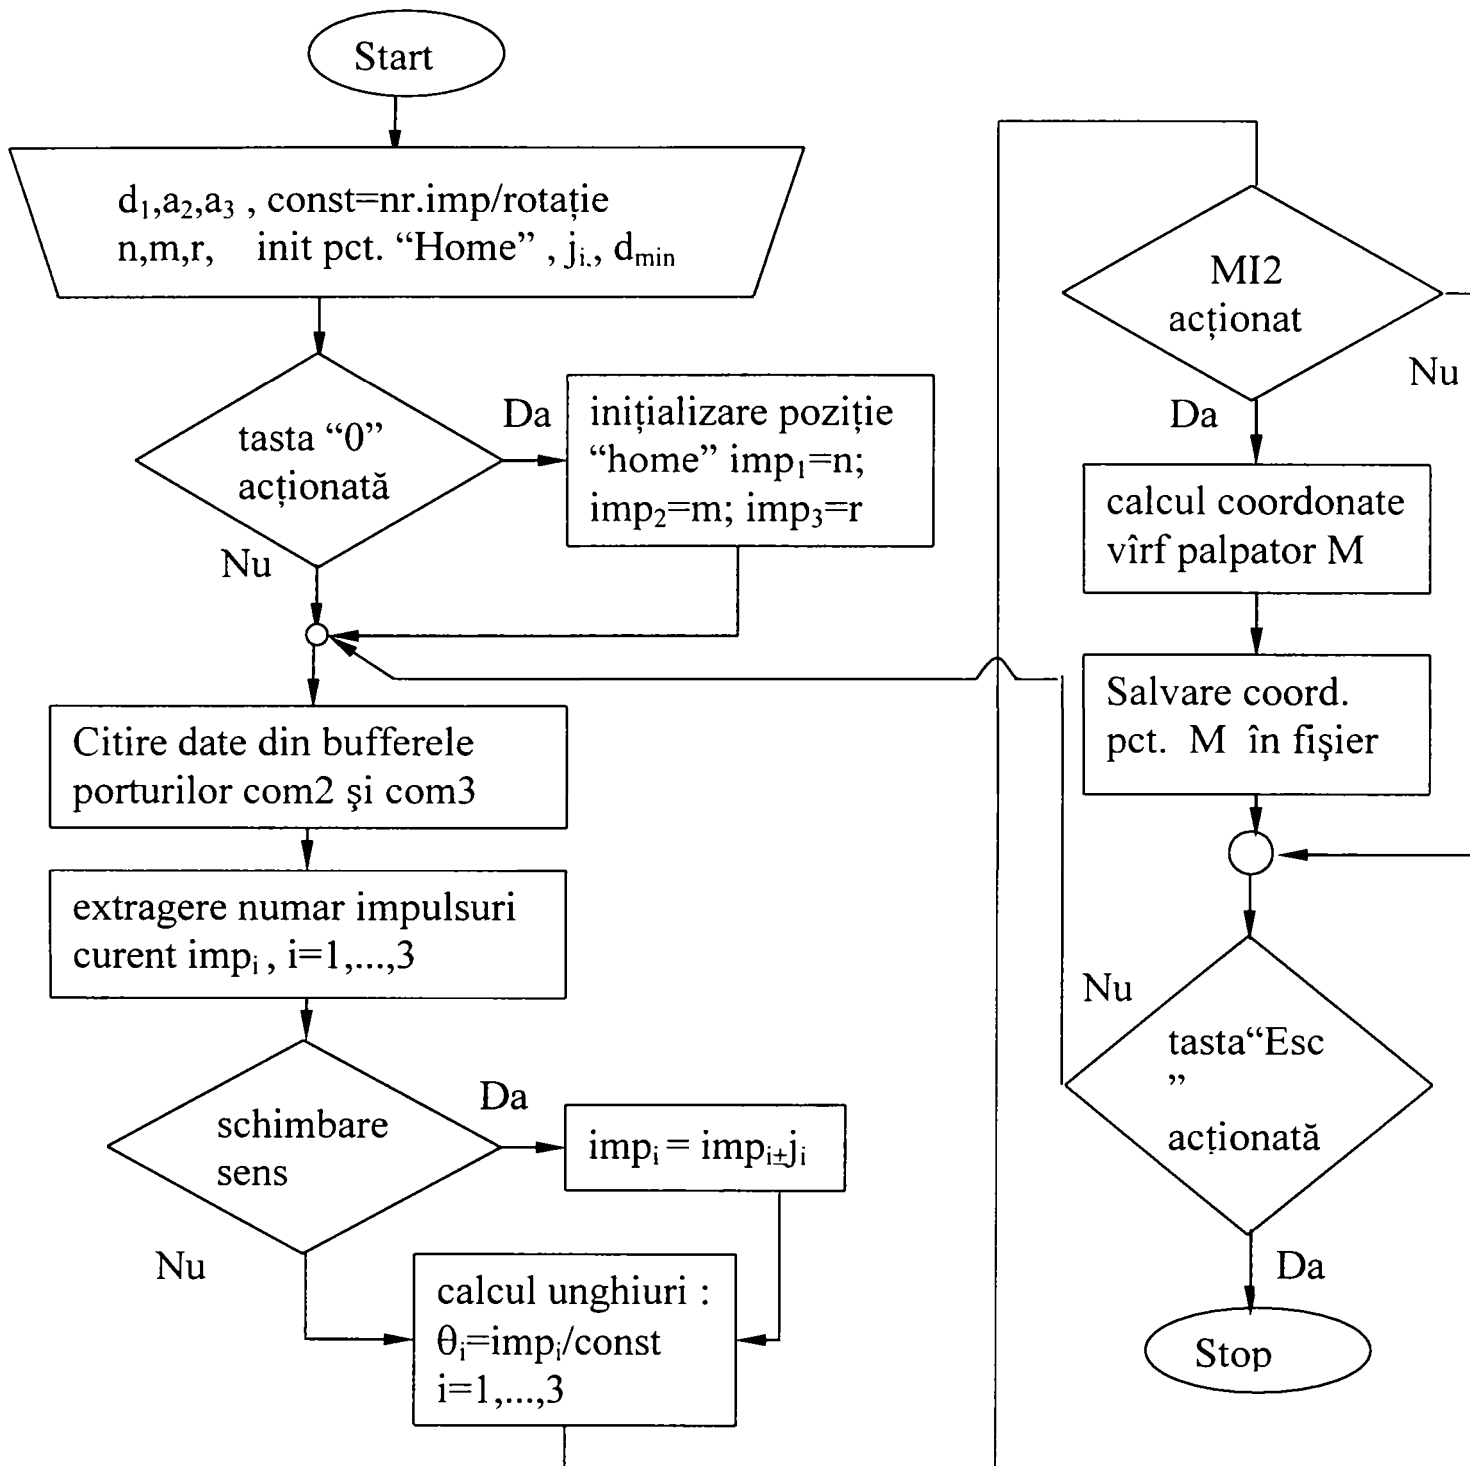 Start
d₁,a₂,a₃ , const=nr.imp/rotație
n,m,r, init pct. “Home” , jᵢ., dmin
tasta “0”
acționată
Da
Nu
inițializare poziție
“home” imp₁=n;
imp₂=m; imp₃=r
Citire date din bufferele
porturilor com2 şi com3
extragere numar impulsuri
curent impᵢ , i=1,...,3
schimbare
sens
Da
Nu
impᵢ = impᵢ±jᵢ
calcul unghiuri :
θᵢ=impᵢ/const
i=1,...,3
MI2
acționat
Nu
Da
calcul coordonate
vîrf palpator M
Salvare coord.
pct. M în fişier
Nu
tasta“Esc
”
acționată
Da
Stop